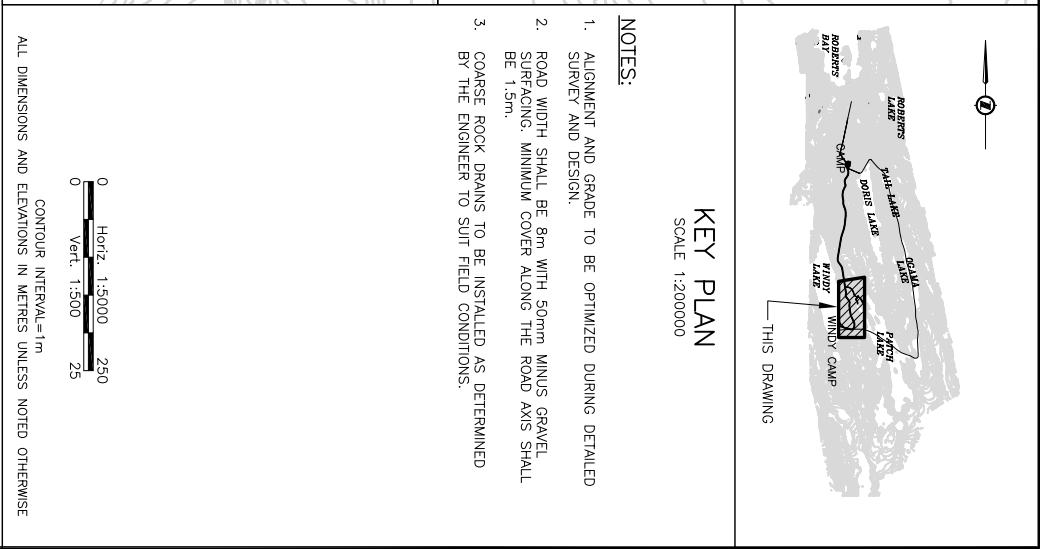 ROBERTS
BAY
ROBERTS
LAKE
CAMP
TAIL LAKE
DORIS LAKE
OGAMA
LAKE
WINDY
LAKE
PATCH
LAKE
WINDY CAMP
THIS DRAWING
KEY PLAN
SCALE 1:200000
NOTES:
1. ALIGNMENT AND GRADE TO BE OPTIMIZED DURING DETAILED
SURVEY AND DESIGN.
2. ROAD WIDTH SHALL BE 8m WITH 50mm MINUS GRAVEL
SURFACING. MINIMUM COVER ALONG THE ROAD AXIS SHALL
BE 1.5m.
3. COARSE ROCK DRAINS TO BE INSTALLED AS DETERMINED
BY THE ENGINEER TO SUIT FIELD CONDITIONS.
0 Horiz. 1:5000 250
0 Vert. 1:500 25
CONTOUR INTERVAL=1m
ALL DIMENSIONS AND ELEVATIONS IN METRES UNLESS NOTED OTHERWISE